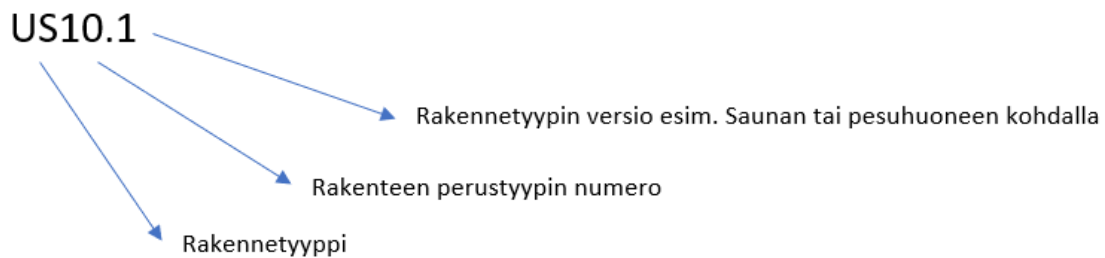 US10.1
Rakennetyypin versio esim. Saunan tai pesuhuoneen kohdalla
Rakenteen perustyypin numero
Rakennetyyppi